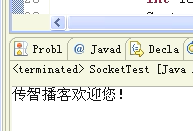 Probl @ Javad Decla
<terminated> SocketTest [Java
传智播客欢迎您！